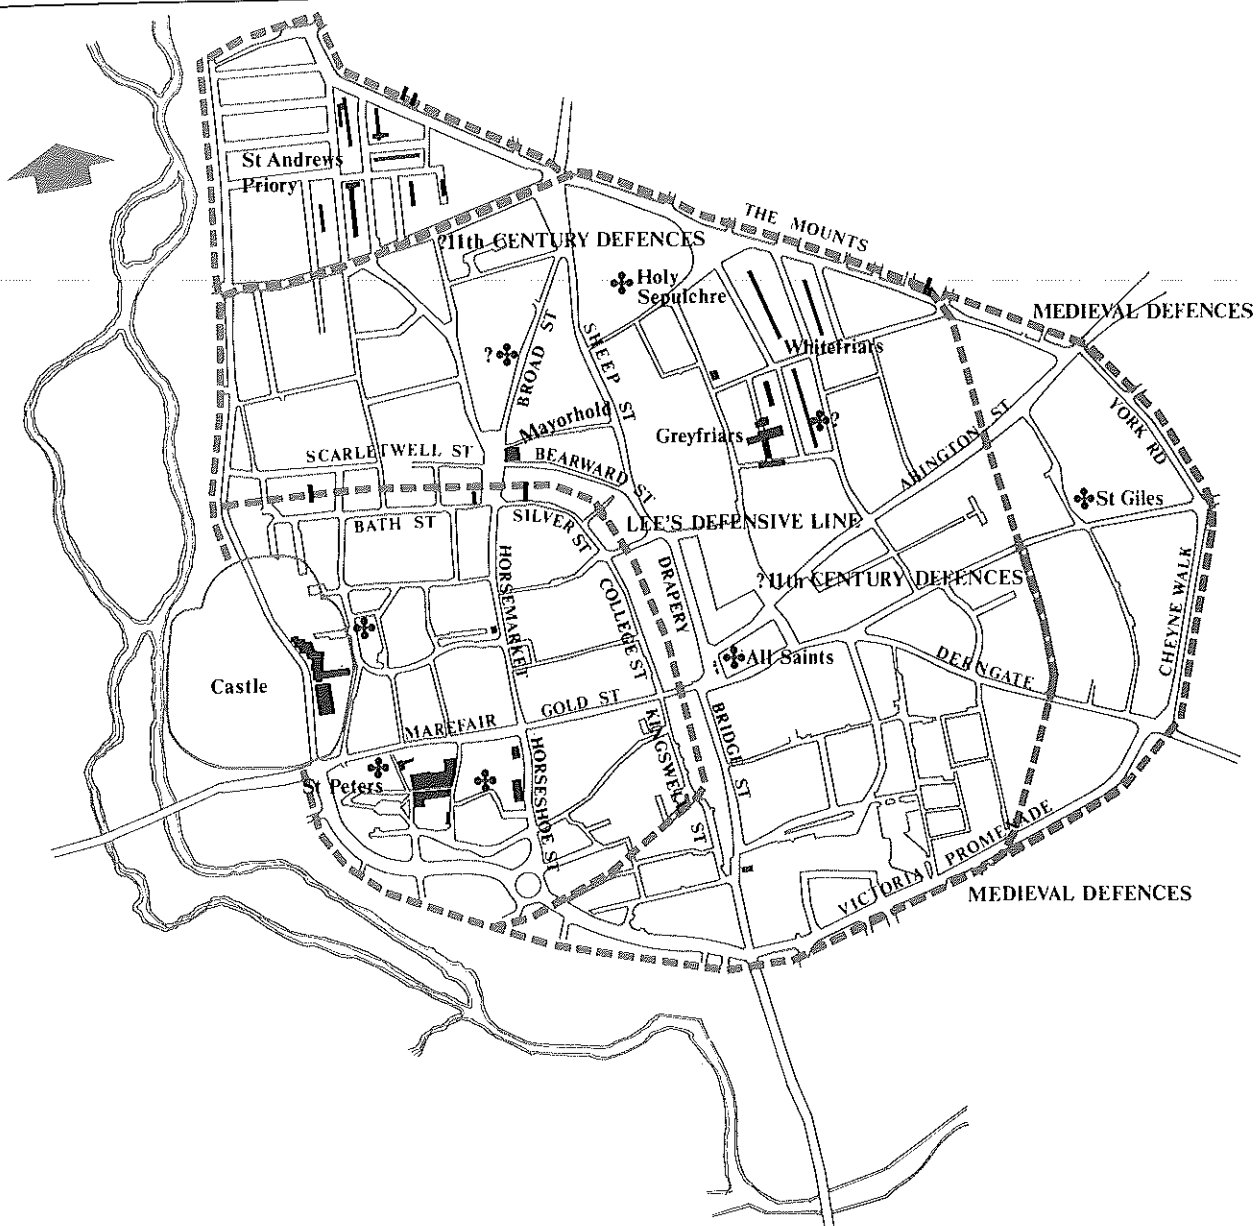 St Andrews
Priory
?11th CENTURY DEFENCES
THE MOUNTS
Holy
Sepulchre
MEDIEVAL DEFENCES
Whitefriars
?
BROAD ST
SHEEP ST
Mayorhold
Greyfriars
?
ABINGTON ST
YORK RD
SCARLETWELL ST
BEARWARD ST
St Giles
BATH ST
SILVER ST
LEE'S DEFENSIVE LINE
HORSEMARKET
COLLEGE ST
DRAPERY
?11th CENTURY DEFENCES
CHEYNE WALK
All Saints
DERNGATE
Castle
MAREFAIR
GOLD ST
KINGSWELL ST
BRIDGE ST
St Peters
HORSESHOE ST
VICTORIA PROMENADE
MEDIEVAL DEFENCES